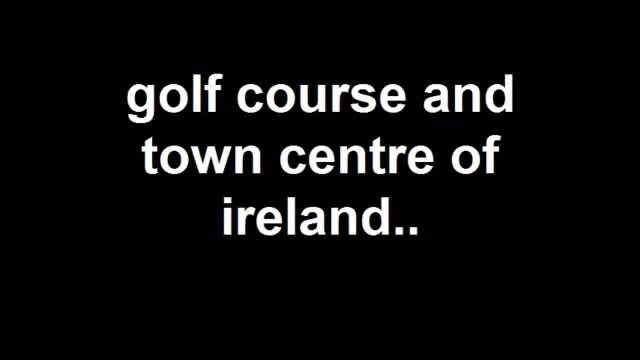 golf course and
town centre of
ireland..